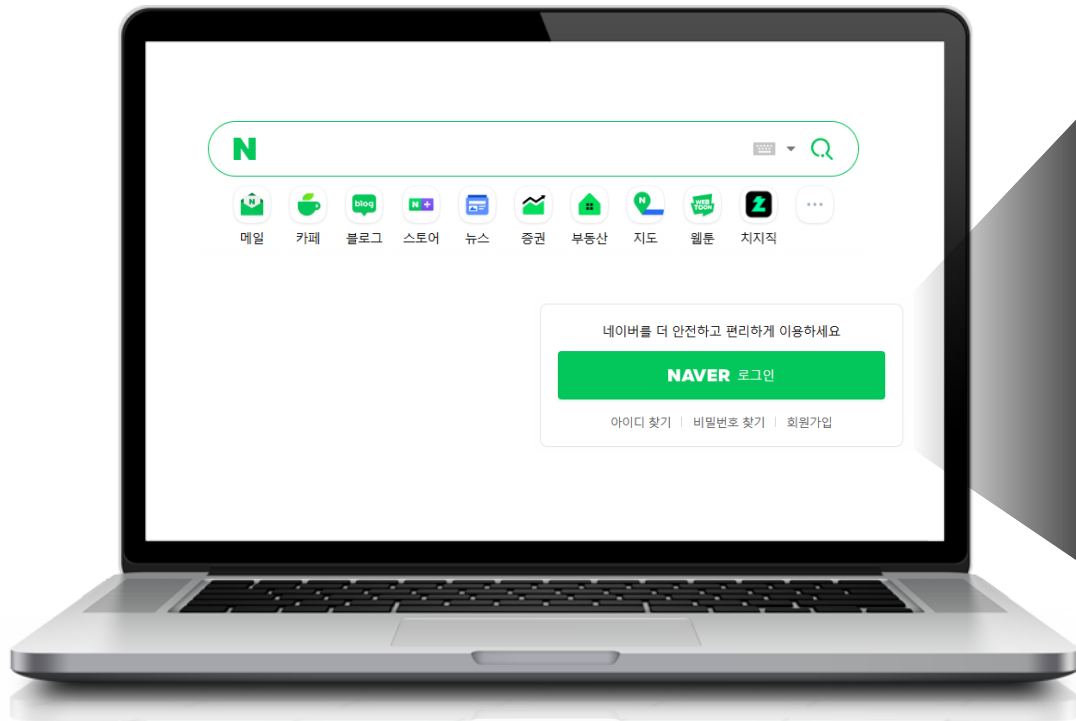 N
N blog N+ N WEB TOON
메일 카페 블로그 스토어 뉴스 증권 부동산 지도 웹툰 치지직
네이버를 더 안전하고 편리하게 이용하세요
NAVER 로그인
아이디 찾기 비밀번호 찾기 회원가입